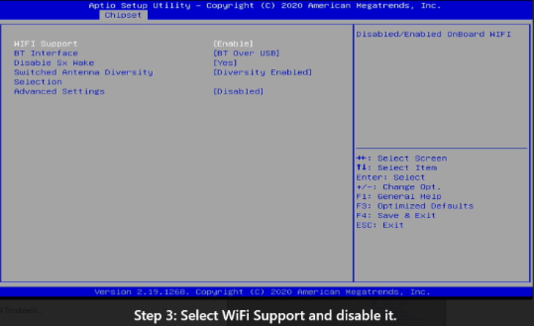 Aptio Setup Utility – Copyright (C) 2020 American Megatrends, Inc.
Chipset
WIFI Support [Enable]
BT Interface [BT Over USB]
Disable Sx Wake [Yes]
Switched Antenna Diversity [Diversity Enabled]
Selection
Advanced Settings [Disabled]
Disabled/Enabled OnBoard WIFI
→←: Select Screen
↑↓: Select Item
Enter: Select
+/-: Change Opt.
F1: General Help
F3: Optimized Defaults
F4: Save & Exit
ESC: Exit
Version 2.19.1268. Copyright (C) 2020 American Megatrends, Inc.
Step 3: Select WiFi Support and disable it.